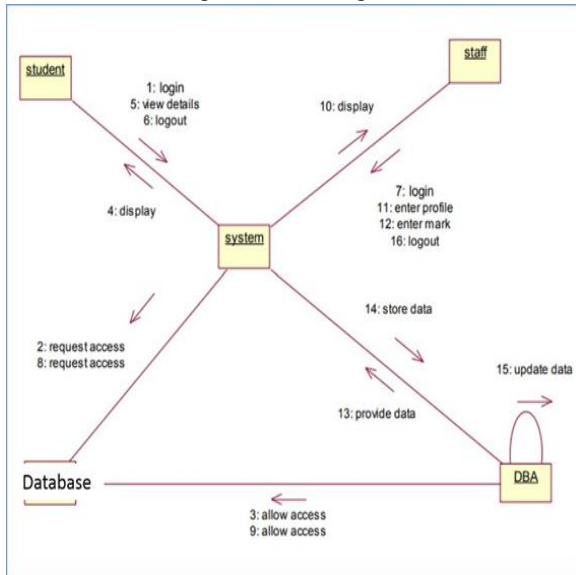 student
staff
1: login
5: view details
6: logout
10: display
4: display
7: login
11: enter profile
12: enter mark
16: logout
system
14: store data
2: request access
8: request access
15: update data
13: provide data
Database
DBA
3: allow access
9: allow access